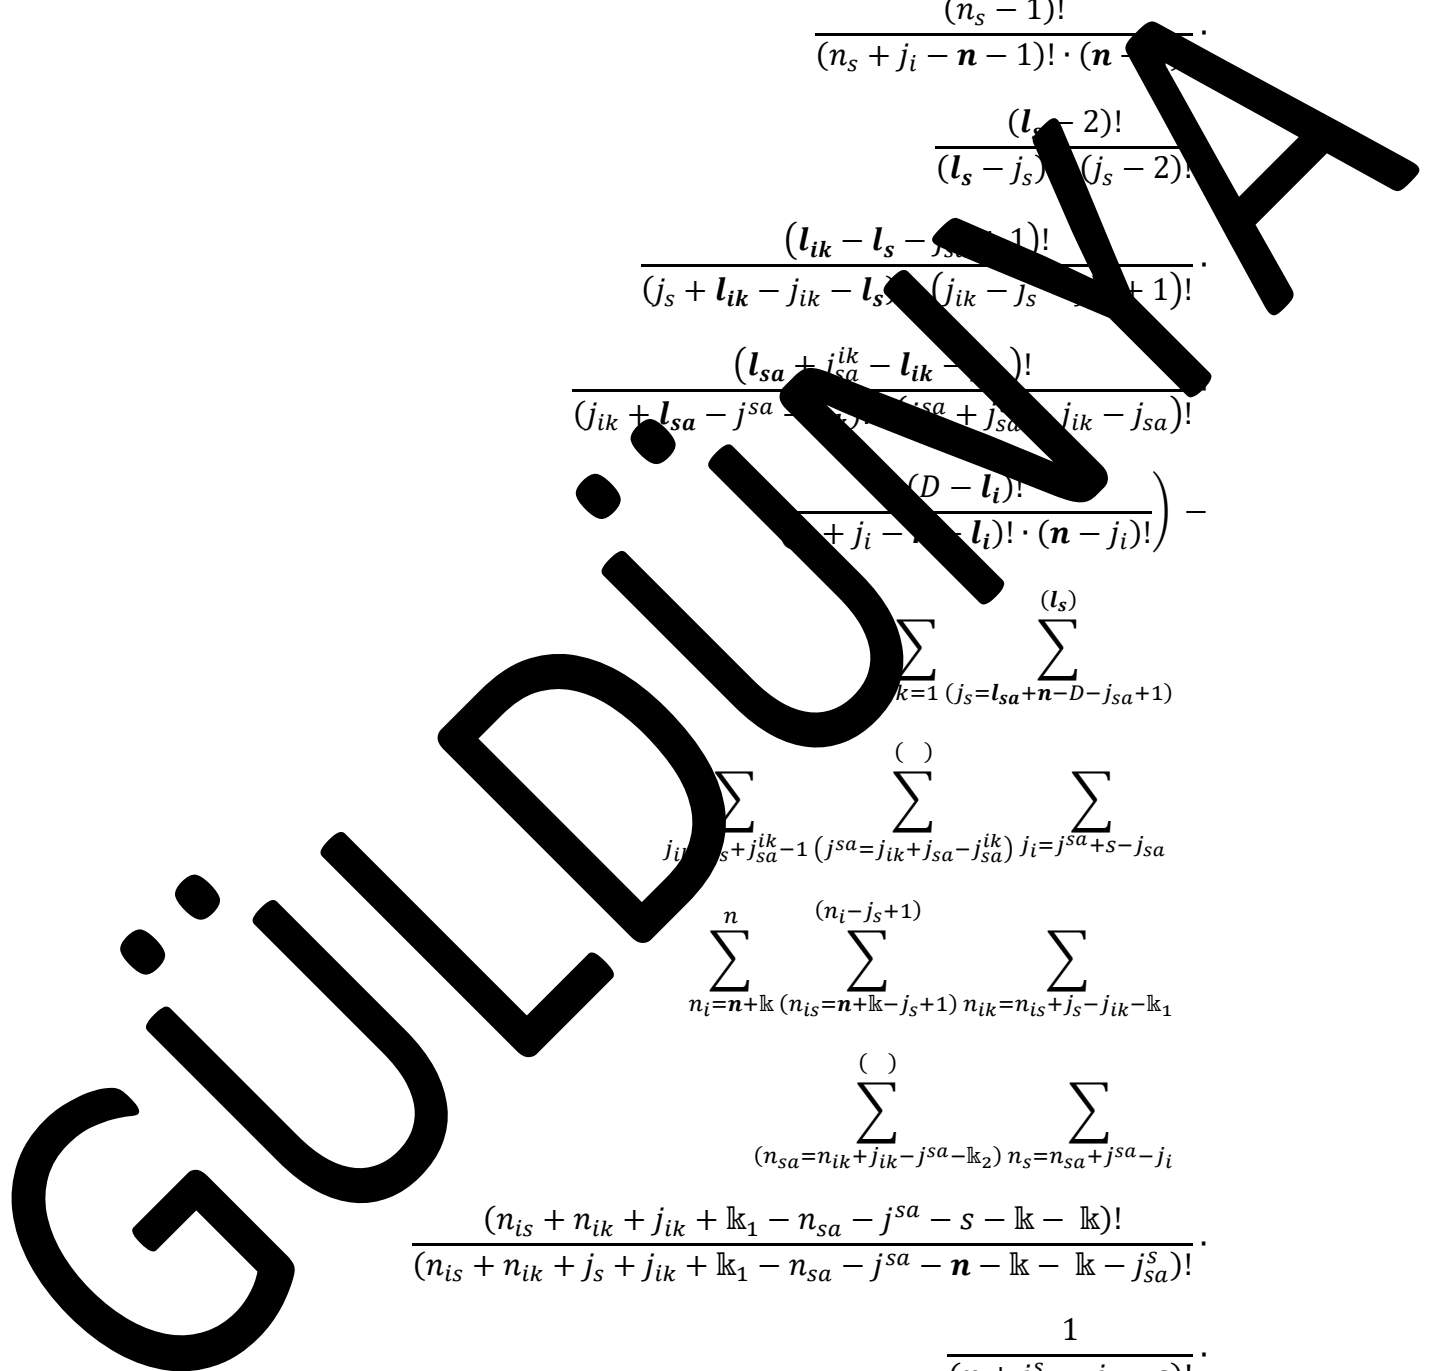 (n_s − 1)!
(n_s + j_i − n − 1)! · (n − ·
(l_s − 2)!
(l_s − j_s) (j_s − 2)!
(l_ik − l_s − 1)!
(j_s + l_ik − j_ik − l_s) (j_ik − j_s + 1)! ·
(l_sa + j_sa^ik − l_ik − )!
(j_ik + l_sa − j^sa (j^sa + j_sa j_ik − j_sa)!
(D − l_i)!
+ j_i − l_i)! · (n − j_i)!) −
(l_s)
∑ ∑
k=1 (j_s=l_sa+n−D−j_sa+1)
( )
∑ ∑ ∑
+j_sa^ik−1 (j^sa=j_ik+j_sa−j_sa^ik) j_i=j^sa+s−j_sa
n (n_i−j_s+1)
∑ ∑ ∑
n_i=n+𝕜 (n_is=n+𝕜−j_s+1) n_ik=n_is+j_s−j_ik−𝕜_1
( )
∑ ∑
(n_sa=n_ik+j_ik−j^sa−𝕜_2) n_s=n_sa+j^sa−j_i
(n_is + n_ik + j_ik + 𝕜_1 − n_sa − j^sa − s − 𝕜 − 𝕜)!
(n_is + n_ik + j_s + j_ik + 𝕜_1 − n_sa − j^sa − n − 𝕜 − 𝕜 − j_sa^s)! ·
1
GÜLDÜNYA